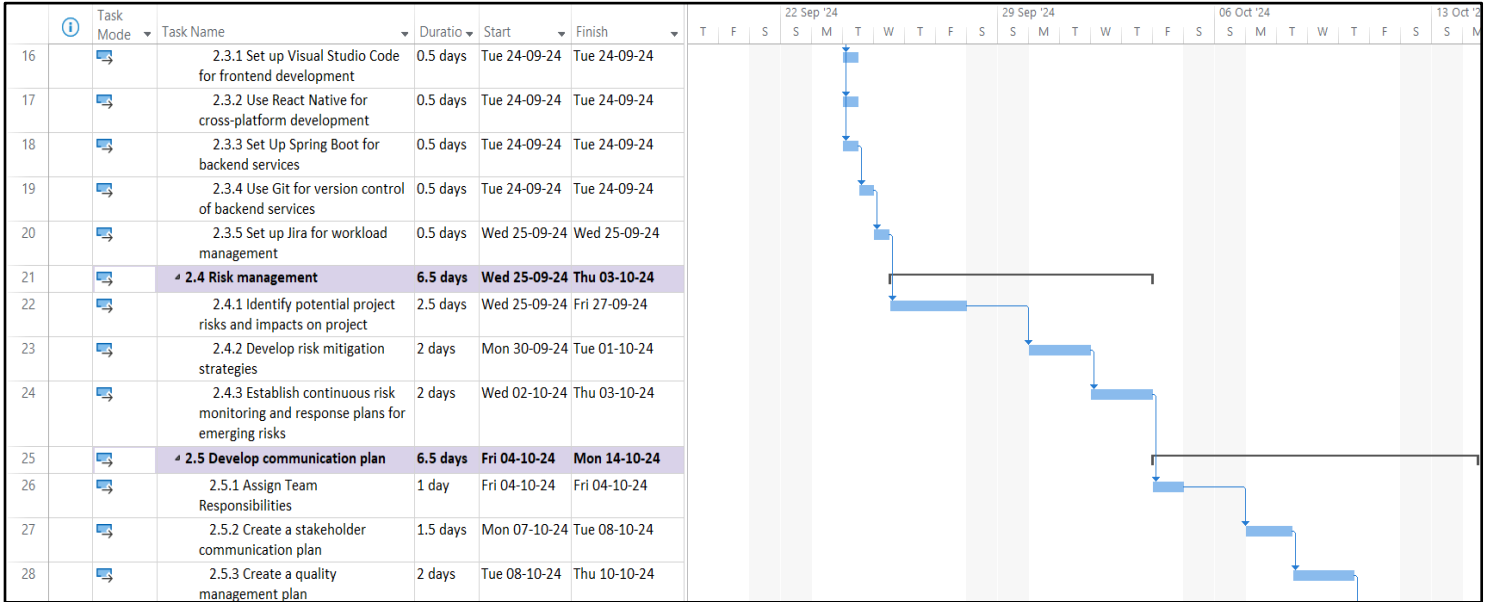 22 Sep '24 29 Sep '24 06 Oct '24 13 Oct '2
Task
Mode Task Name Duratio Start Finish T F S S M T W T F S S M T W T F S S M T W T F S S M
16 2.3.1 Set up Visual Studio Code 0.5 days Tue 24-09-24 Tue 24-09-24
for frontend development
17 2.3.2 Use React Native for 0.5 days Tue 24-09-24 Tue 24-09-24
cross-platform development
18 2.3.3 Set Up Spring Boot for 0.5 days Tue 24-09-24 Tue 24-09-24
backend services
19 2.3.4 Use Git for version control 0.5 days Tue 24-09-24 Tue 24-09-24
of backend services
20 2.3.5 Set up Jira for workload 0.5 days Wed 25-09-24 Wed 25-09-24
management
21 2.4 Risk management 6.5 days Wed 25-09-24 Thu 03-10-24
22 2.4.1 Identify potential project 2.5 days Wed 25-09-24 Fri 27-09-24
risks and impacts on project
23 2.4.2 Develop risk mitigation 2 days Mon 30-09-24 Tue 01-10-24
strategies
24 2.4.3 Establish continuous risk 2 days Wed 02-10-24 Thu 03-10-24
monitoring and response plans for
emerging risks
25 2.5 Develop communication plan 6.5 days Fri 04-10-24 Mon 14-10-24
26 2.5.1 Assign Team 1 day Fri 04-10-24 Fri 04-10-24
Responsibilities
27 2.5.2 Create a stakeholder 1.5 days Mon 07-10-24 Tue 08-10-24
communication plan
28 2.5.3 Create a quality 2 days Tue 08-10-24 Thu 10-10-24
management plan